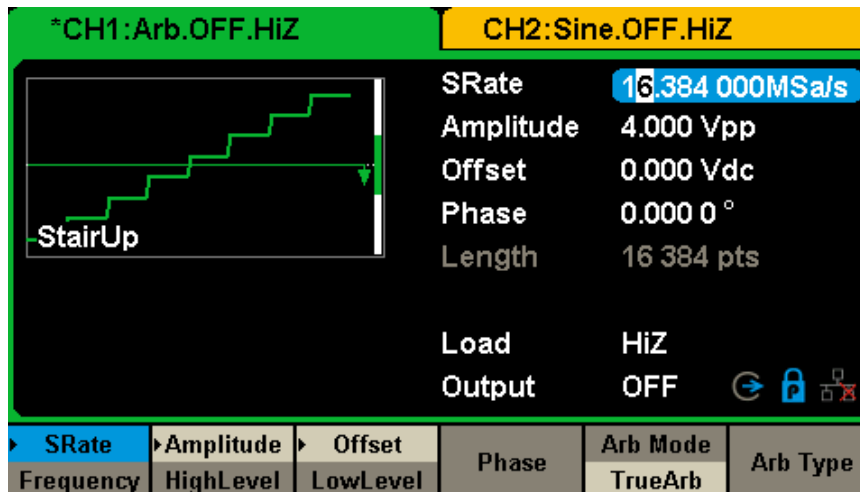 *CH1:Arb.OFF.HiZ
CH2:Sine.OFF.HiZ
SRate 16.384 000MSa/s
Amplitude 4.000 Vpp
Offset 0.000 Vdc
Phase 0.000 0 °
Length 16 384 pts
StairUp
Load HiZ
Output OFF
P
SRate Amplitude Offset Phase Arb Mode Arb Type
Frequency HighLevel LowLevel TrueArb